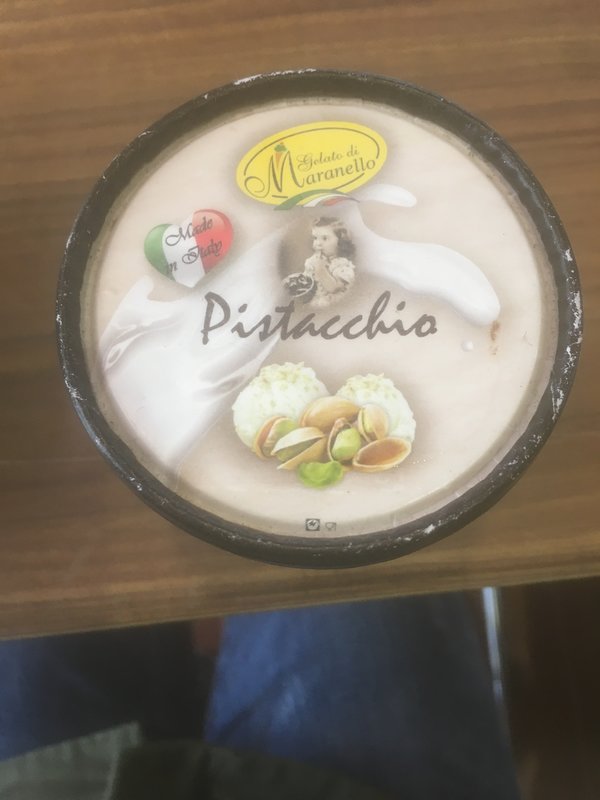 Gelato di
Maranello
Made
in Italy
Pistacchio